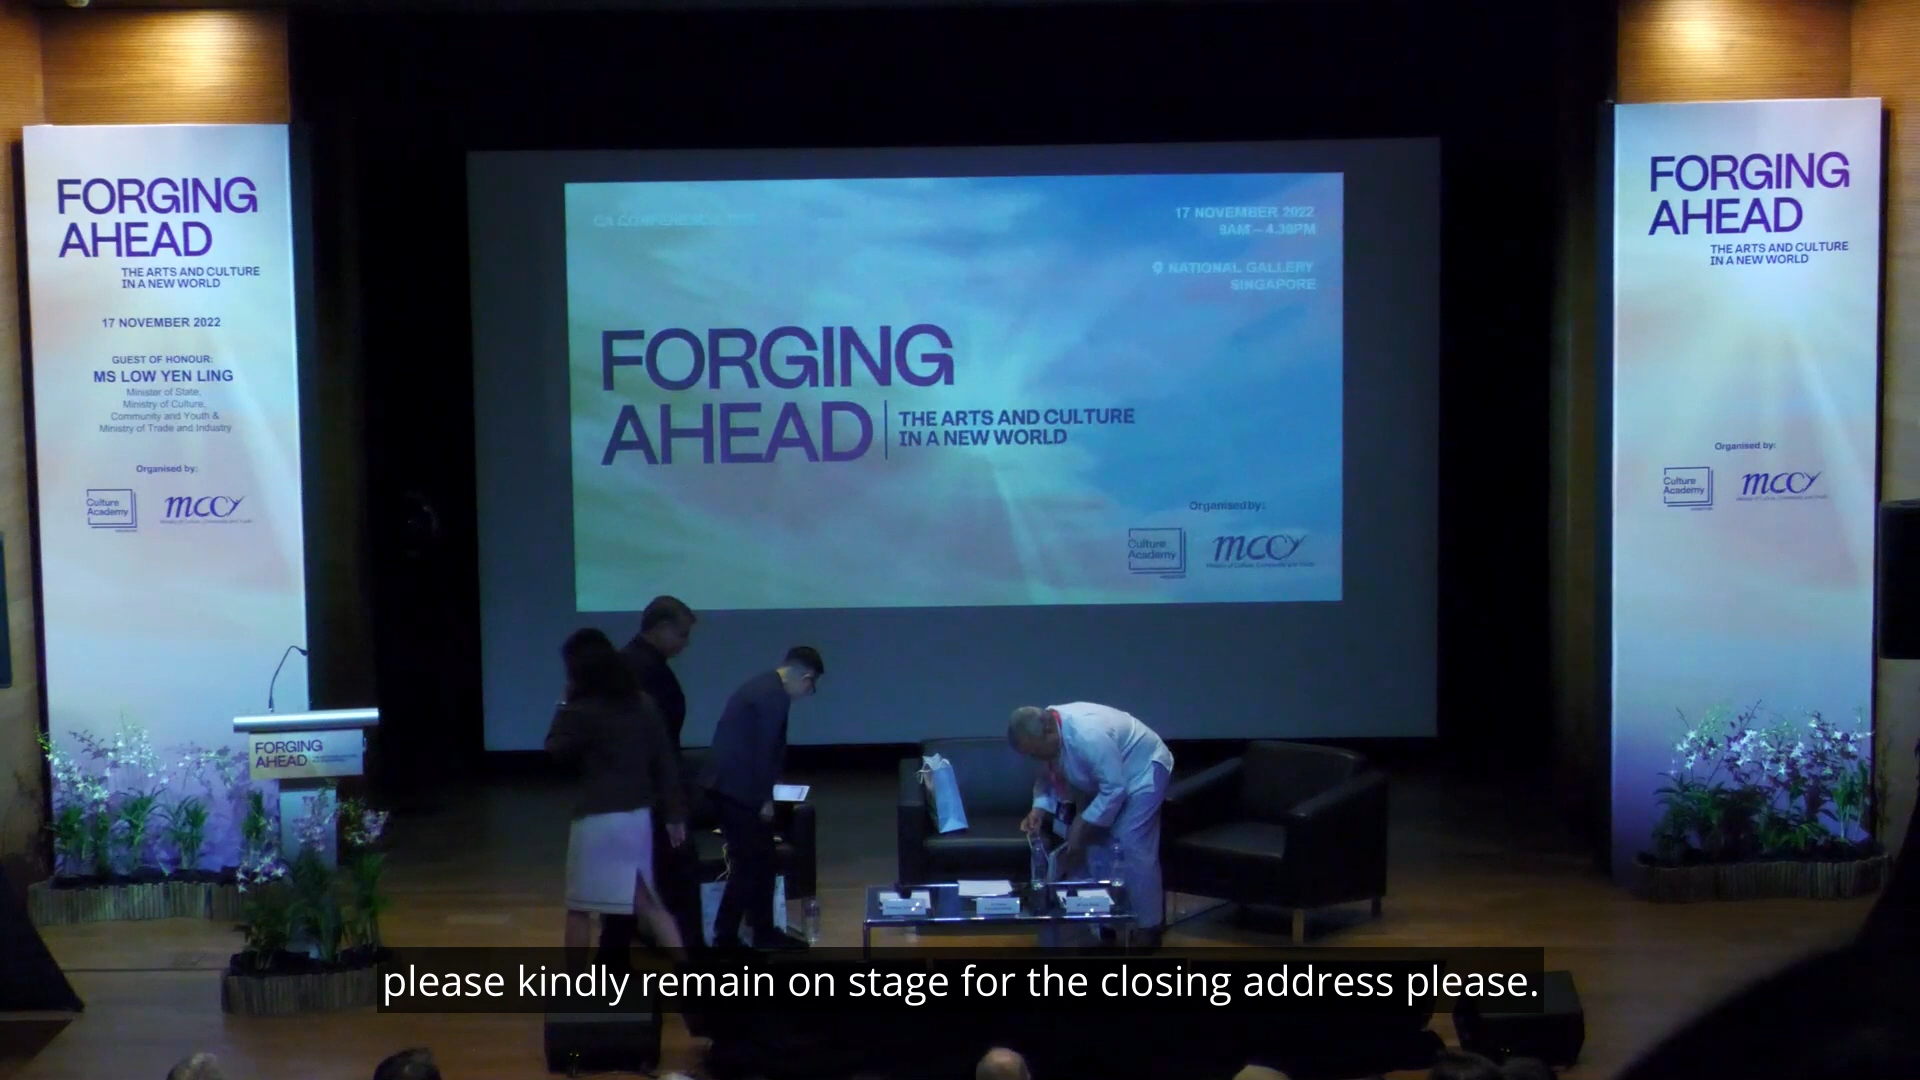 FORGING
AHEAD
THE ARTS AND CULTURE
IN A NEW WORLD
17 NOVEMBER 2022
GUEST OF HONOUR:
MS LOW YEN LING
Minister of State,
Ministry of Culture,
Community and Youth &
Ministry of Trade and Industry
Organised by:
Culture
Academy
mccy
CA CONFERENCE
17 NOVEMBER 2022
9AM – 4.30PM
NATIONAL GALLERY
SINGAPORE
FORGING
AHEAD
THE ARTS AND CULTURE
IN A NEW WORLD
Organised by:
Culture
Academy
mccy
FORGING
AHEAD
THE ARTS AND CULTURE
IN A NEW WORLD
Organised by:
Culture
Academy
mccy
FORGING
AHEAD
please kindly remain on stage for the closing address please.